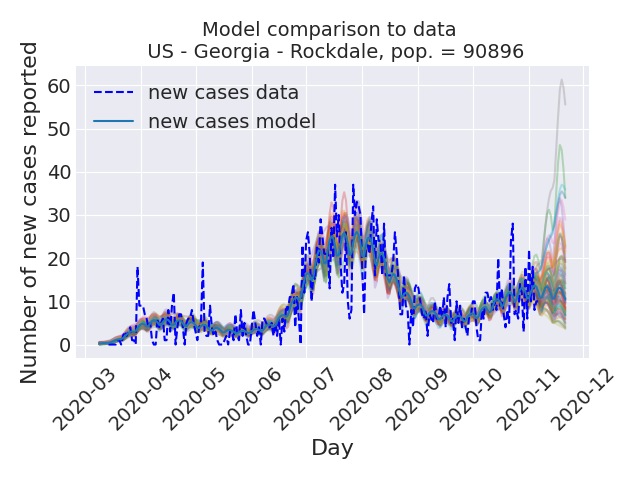 Model comparison to data
US - Georgia - Rockdale, pop. = 90896
Number of new cases reported
60
50
40
30
20
10
0
new cases data
new cases model
2020-03
2020-04
2020-05
2020-06
2020-07
2020-08
2020-09
2020-10
2020-11
2020-12
Day